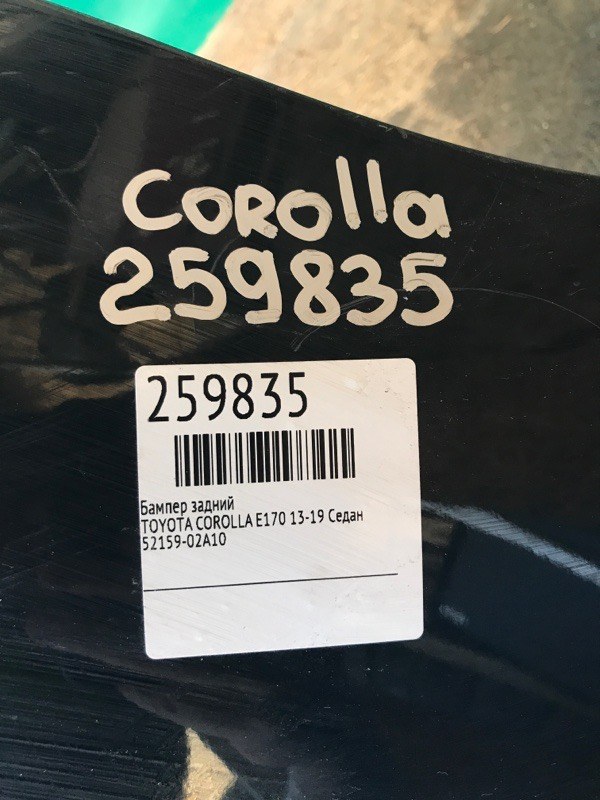 COROlla
259835
259835
Бампер задний
TOYOTA COROLLA E170 13-19 Седан
52159-02A10